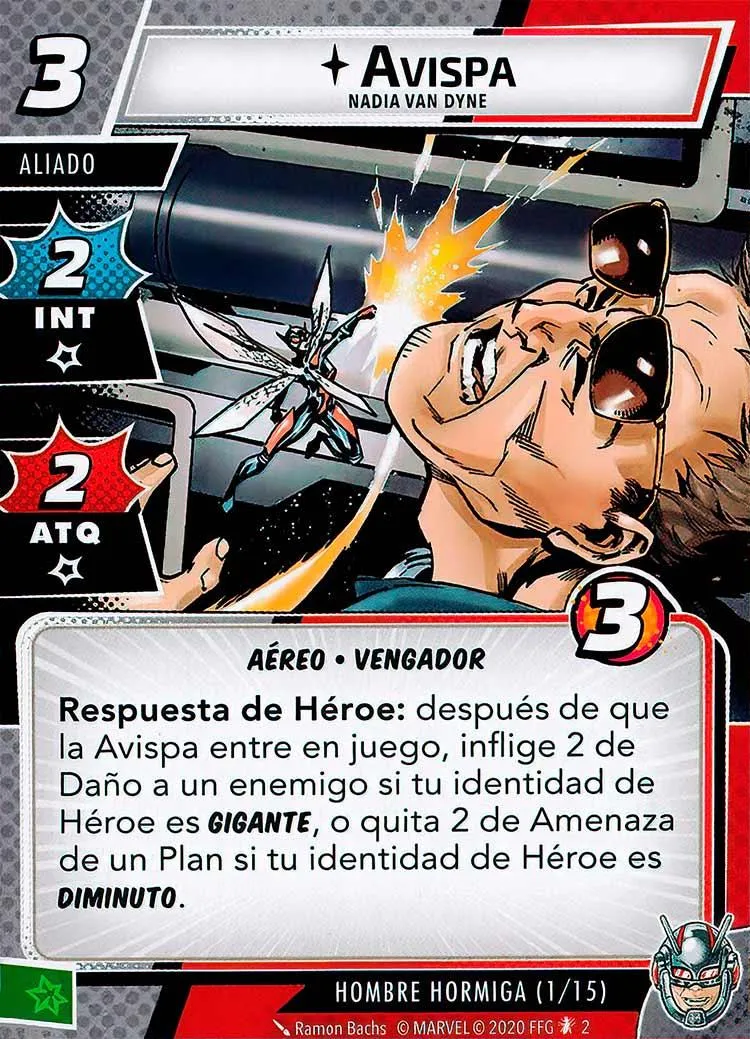 3
AVISPA
NADIA VAN DYNE
ALIADO
2
INT
2
ATQ
3
AÉREO • VENGADOR
Respuesta de Héroe: después de que
la Avispa entre en juego, inflige 2 de
Daño a un enemigo si tu identidad de
Héroe es GIGANTE, o quita 2 de Amenaza
de un Plan si tu identidad de Héroe es
DIMINUTO.
HOMBRE HORMIGA (1/15)
Ramon Bachs © MARVEL © 2020 FFG 2